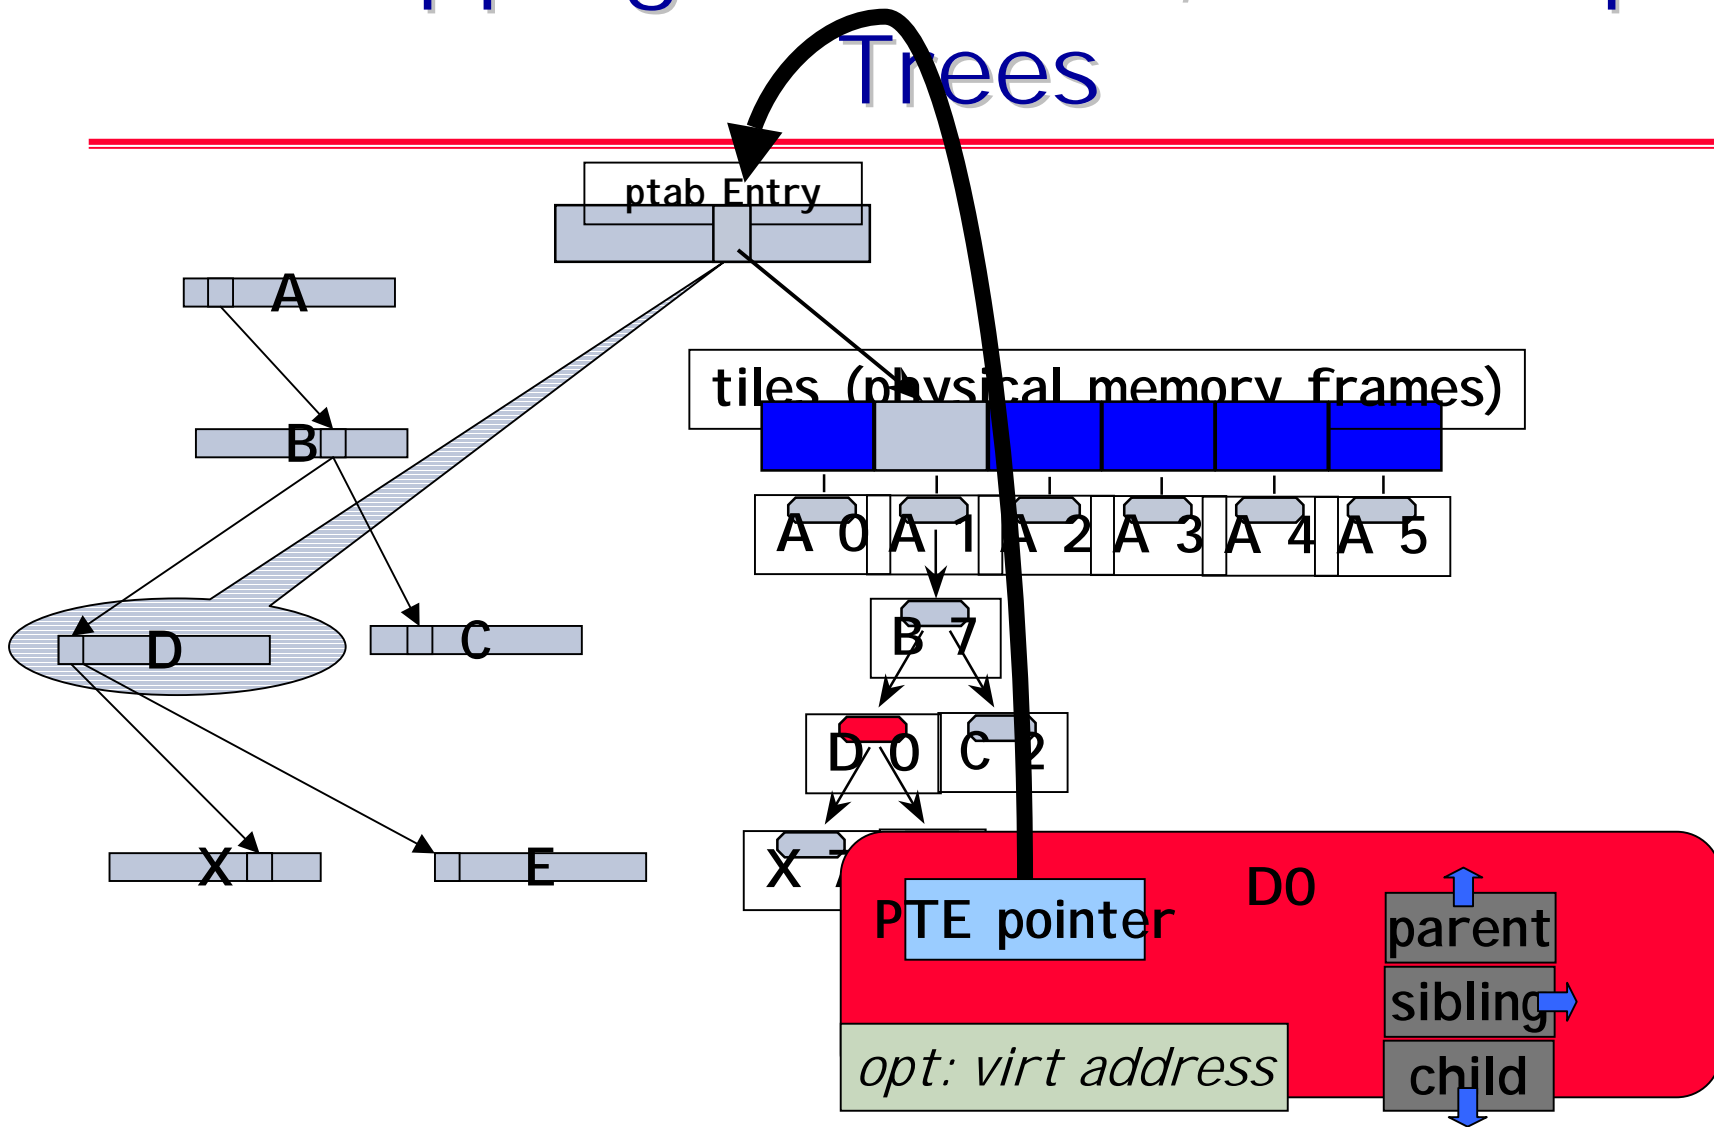 Trees
ptab Entry
A
tiles (physical memory frames)
B
A 0 A 1 A 2 A 3 A 4 A 5
B 7
D C
D 0 C 2
X E
X
D0
PTE pointer
parent
sibling
opt: virt address
child